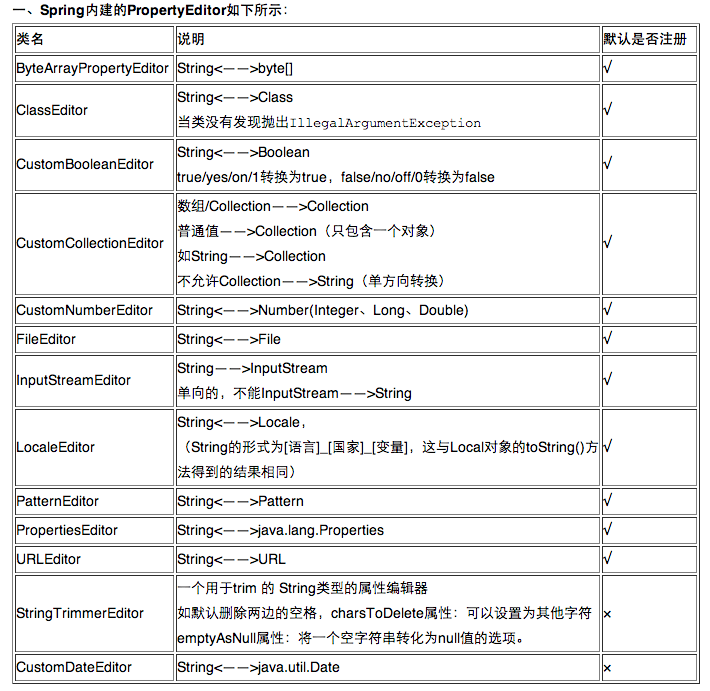 一、Spring内建的PropertyEditor如下所示：
类名 说明 默认是否注册
ByteArrayPropertyEditor String<——>byte[] √
ClassEditor String<——>Class √
当类没有发现抛出IllegalArgumentException
CustomBooleanEditor String<——>Boolean √
true/yes/on/1转换为true，false/no/off/0转换为false
CustomCollectionEditor 数组/Collection——>Collection √
普通值——>Collection（只包含一个对象）
如String——>Collection
不允许Collection——>String（单方向转换）
CustomNumberEditor String<——>Number(Integer、Long、Double) √
FileEditor String<——>File √
InputStreamEditor String——>InputStream √
单向的，不能InputStream——>String
LocaleEditor String<——>Locale， √
（String的形式为[语言]_[国家]_[变量]，这与Local对象的toString()方
法得到的结果相同）
PatternEditor String<——>Pattern √
PropertiesEditor String<——>java.lang.Properties √
URLEditor String<——>URL √
StringTrimmerEditor 一个用于trim 的 String类型的属性编辑器 ×
如默认删除两边的空格，charsToDelete属性：可以设置为其他字符
emptyAsNull属性：将一个空字符串转化为null值的选项。
CustomDateEditor String<——>java.util.Date ×